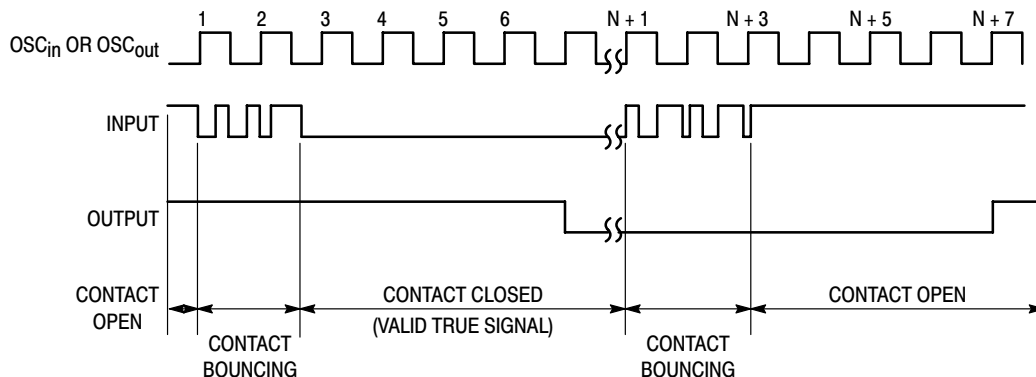 1 2 3 4 5 6 N + 1 N + 3 N + 5 N + 7
OSCin OR OSCout
INPUT
OUTPUT
CONTACT OPEN
CONTACT BOUNCING
CONTACT CLOSED
(VALID TRUE SIGNAL)
CONTACT BOUNCING
CONTACT OPEN